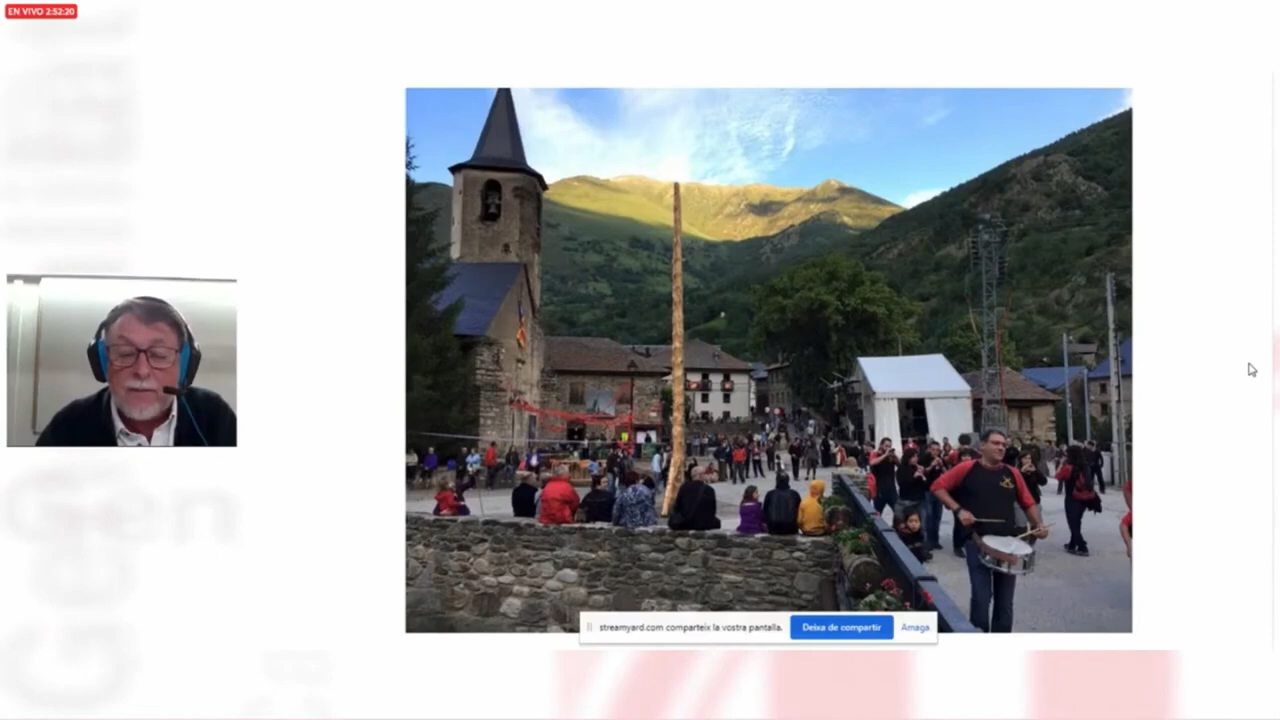 EN VIVO 2:52:20
streamyard.com comparteix la vostra pantalla. Deixa de compartir Amaga